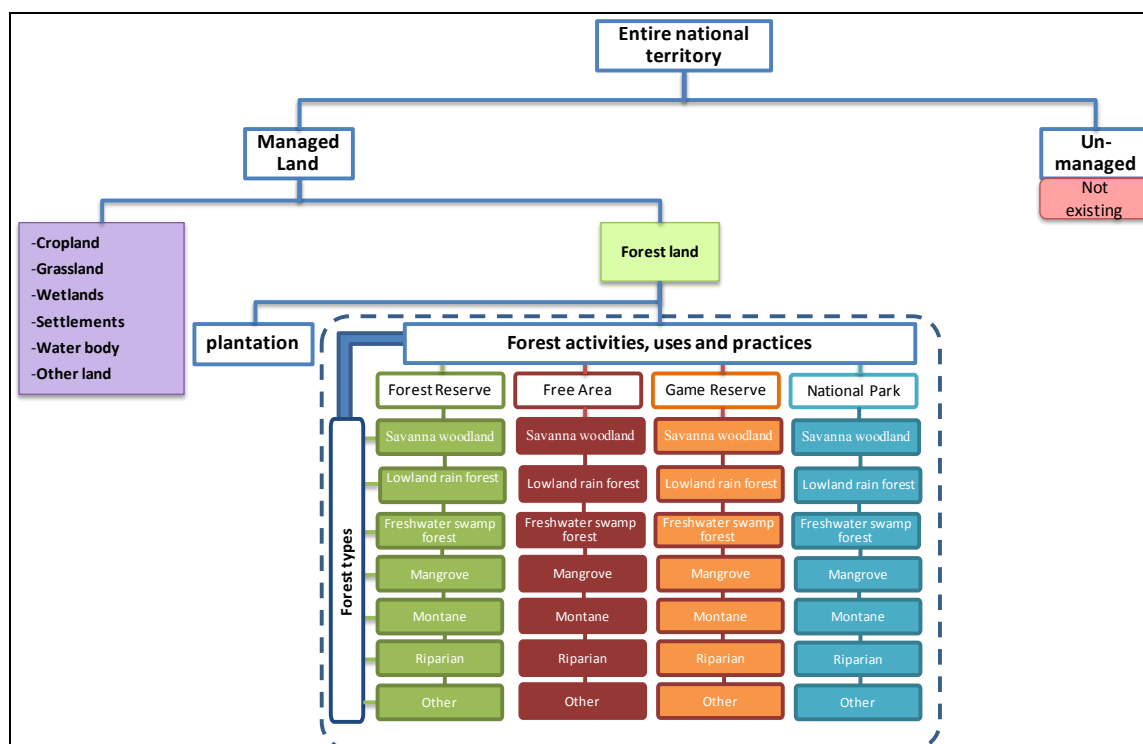 Entire national
territory
Managed
Land
Un-
managed
Not
existing
-Cropland
-Grassland
-Wetlands
-Settlements
-Water body
-Other land
Forest land
plantation
Forest activities, uses and practices
Forest Reserve
Free Area
Game Reserve
National Park
Forest types
Savanna woodland
Savanna woodland
Savanna woodland
Savanna woodland
Lowland rain forest
Lowland rain forest
Lowland rain forest
Lowland rain forest
Freshwater swamp
forest
Freshwater swamp
forest
Freshwater swamp
forest
Freshwater swamp
forest
Mangrove
Mangrove
Mangrove
Mangrove
Montane
Montane
Montane
Montane
Riparian
Riparian
Riparian
Riparian
Other
Other
Other
Other